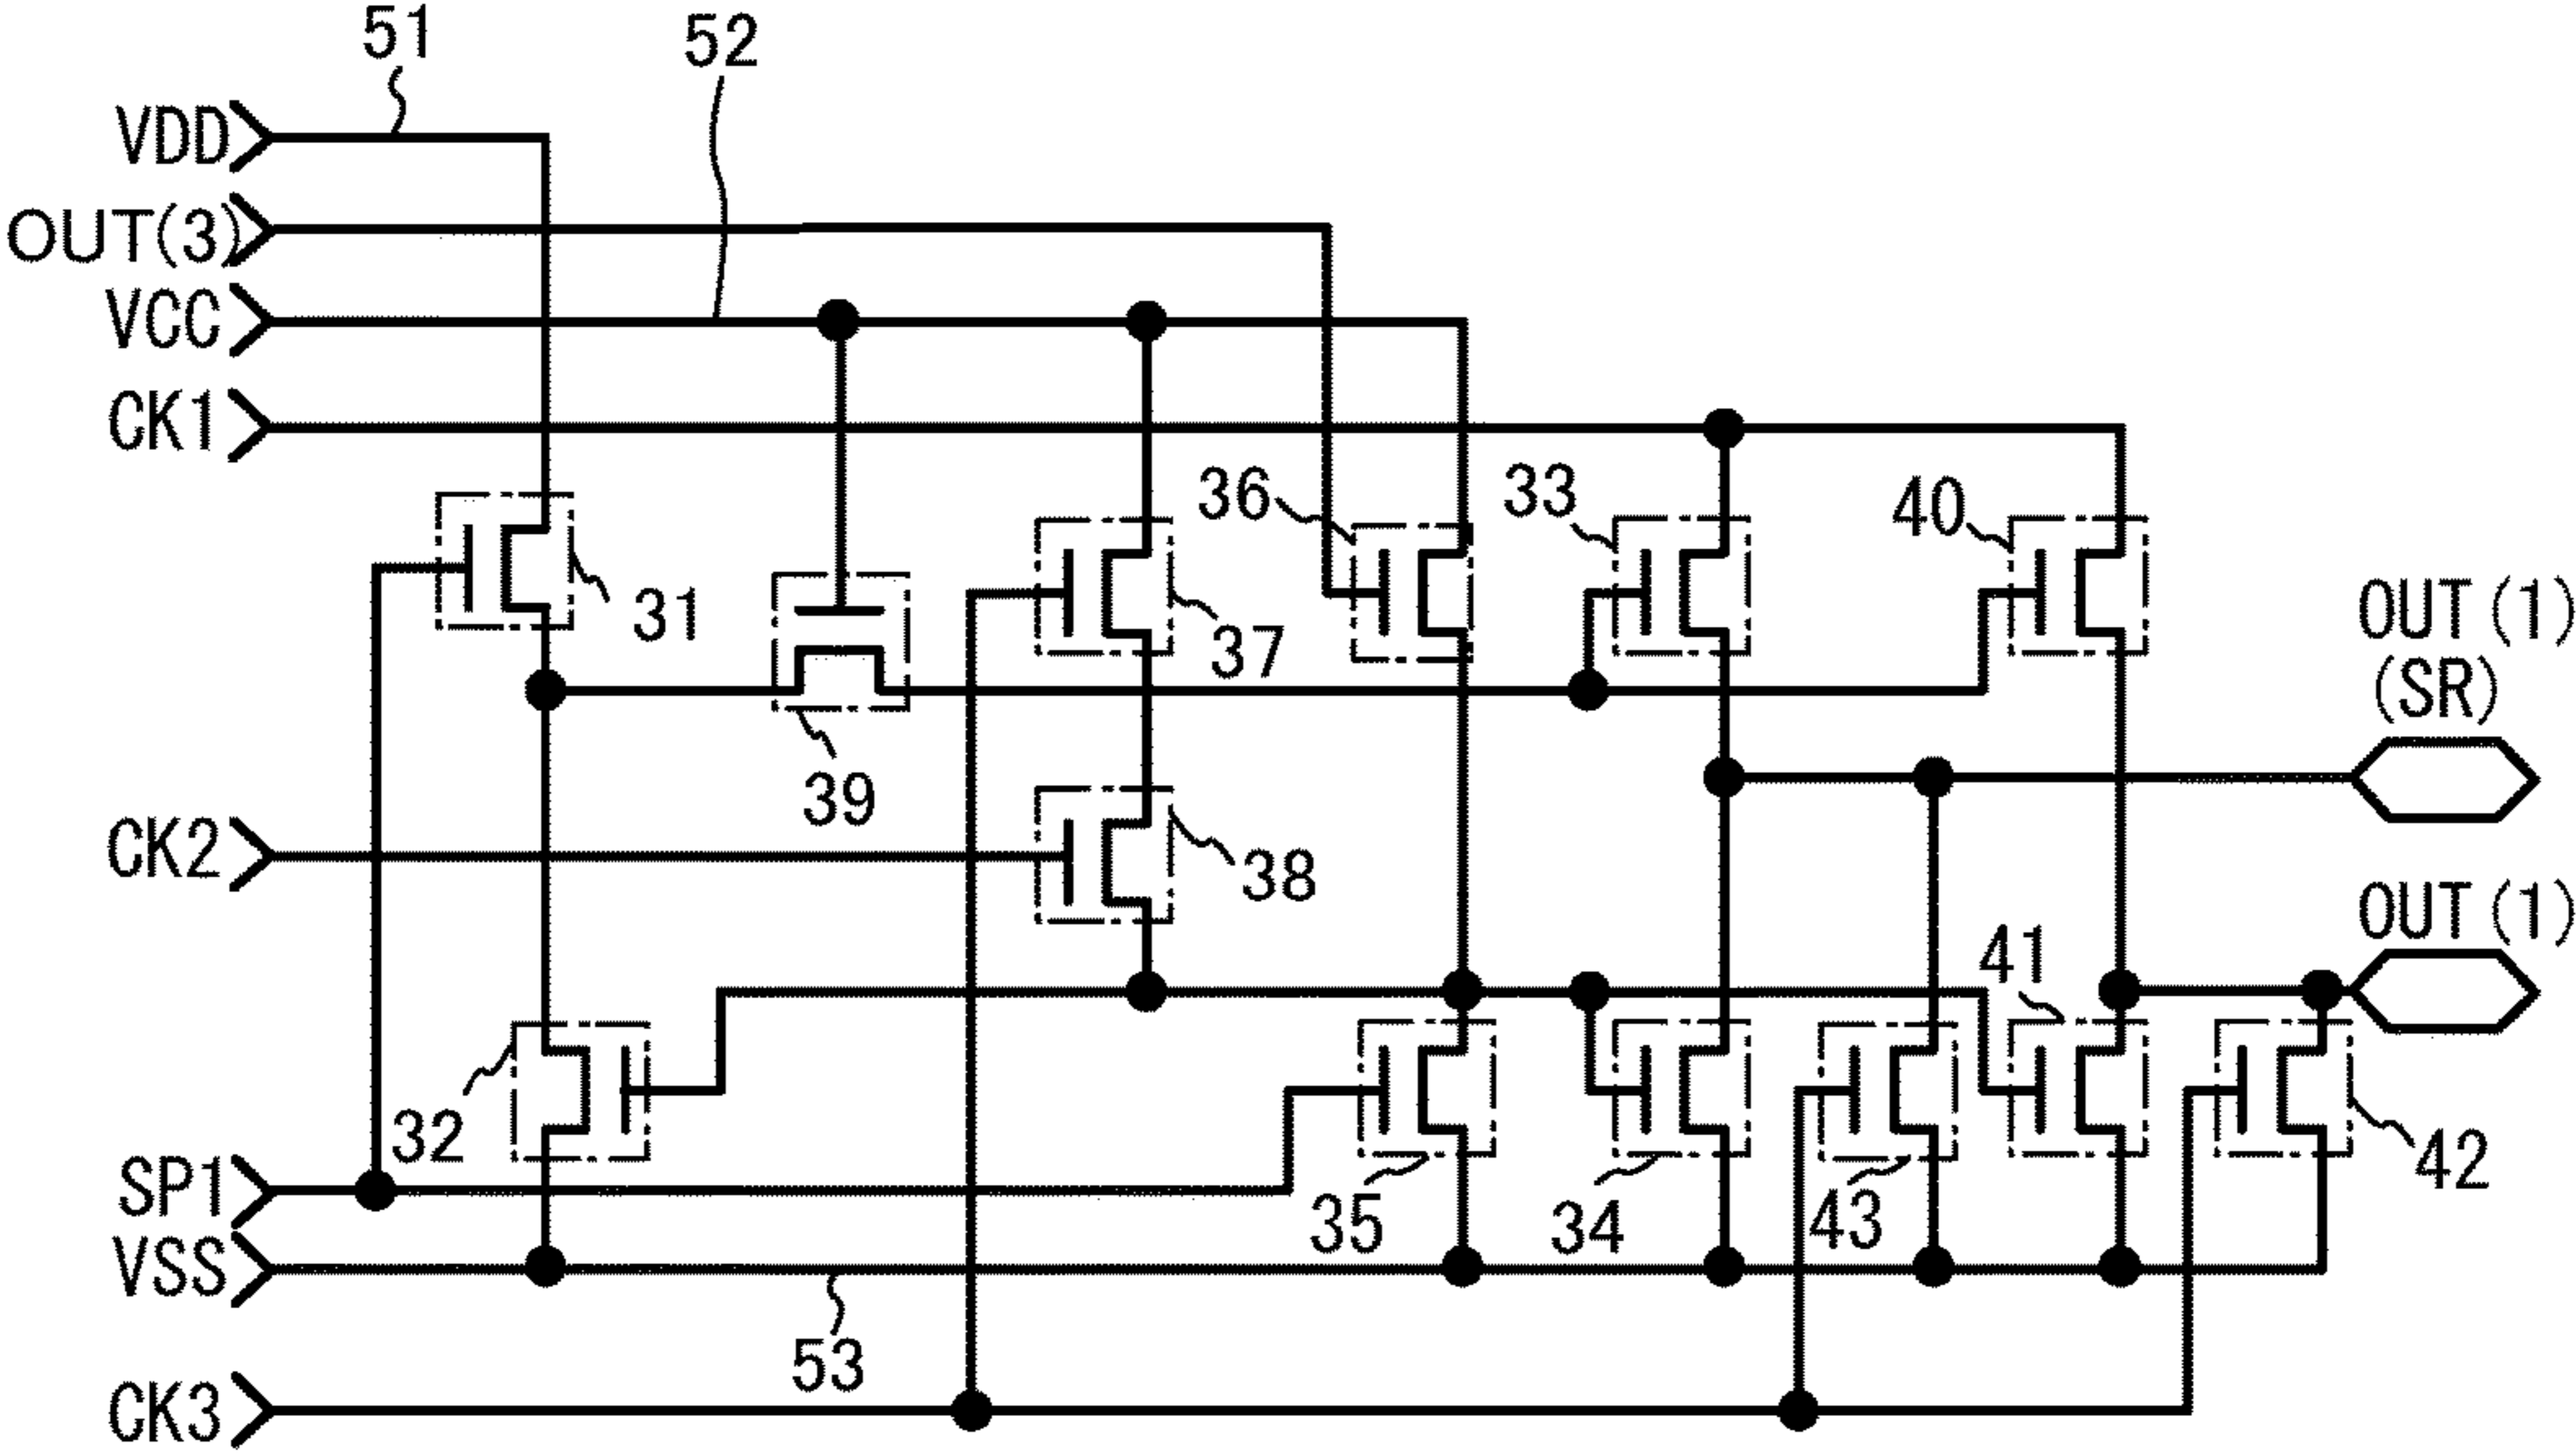 51
52
VDD
OUT(3)
VCC
CK1
36
33
40
31
37
OUT(1)
(SR)
39
CK2
38
OUT(1)
41
32
SP1
35
34
43
42
VSS
53
CK3